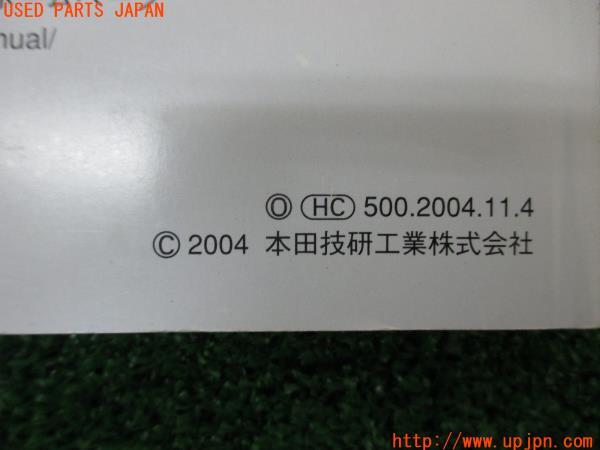 USED PARTS JAPAN
nual/
Ⓞ HC 500.2004.11.4
© 2004 本田技研工業株式会社
http://www.upjpn.com/